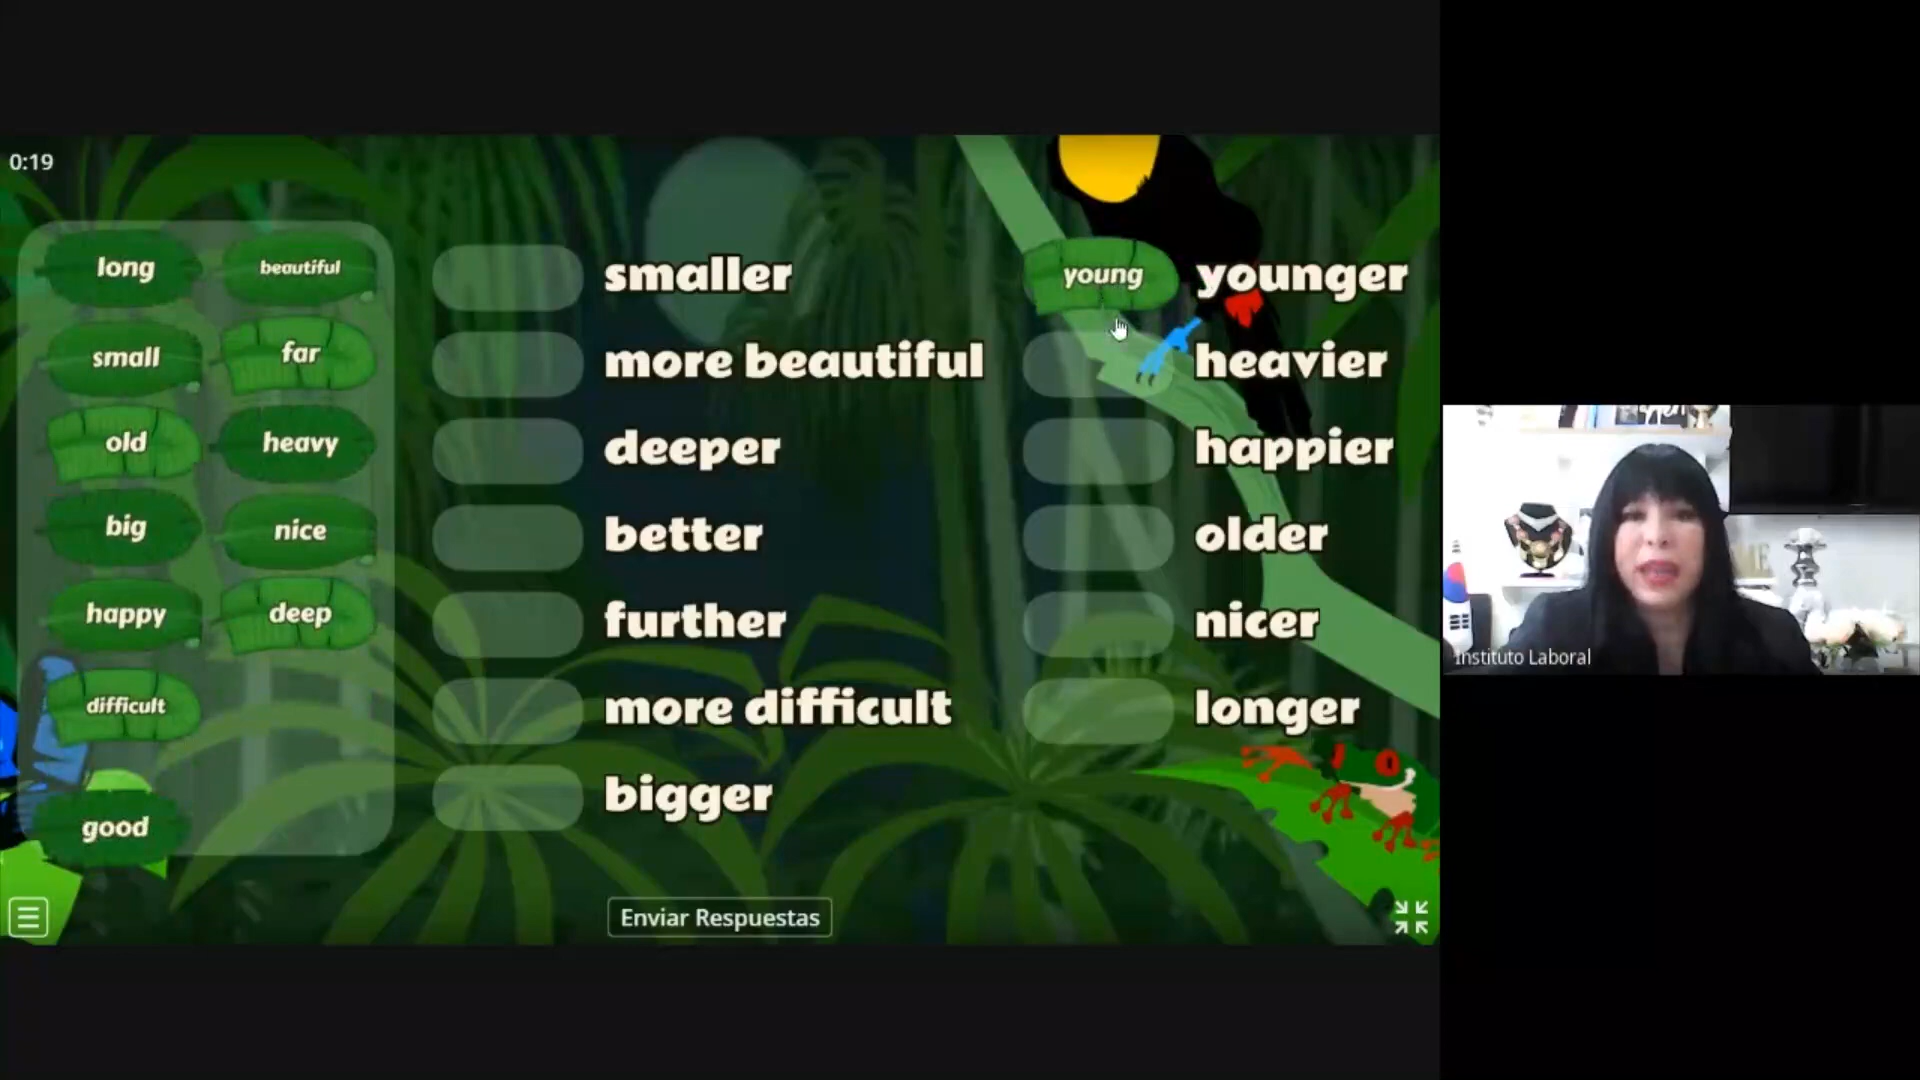 0:19
long
beautiful
small
far
old
heavy
big
nice
happy
deep
difficult
good
smaller
more beautiful
deeper
better
further
more difficult
bigger
young
younger
heavier
happier
older
nicer
longer
Enviar Respuestas
Instituto Laboral